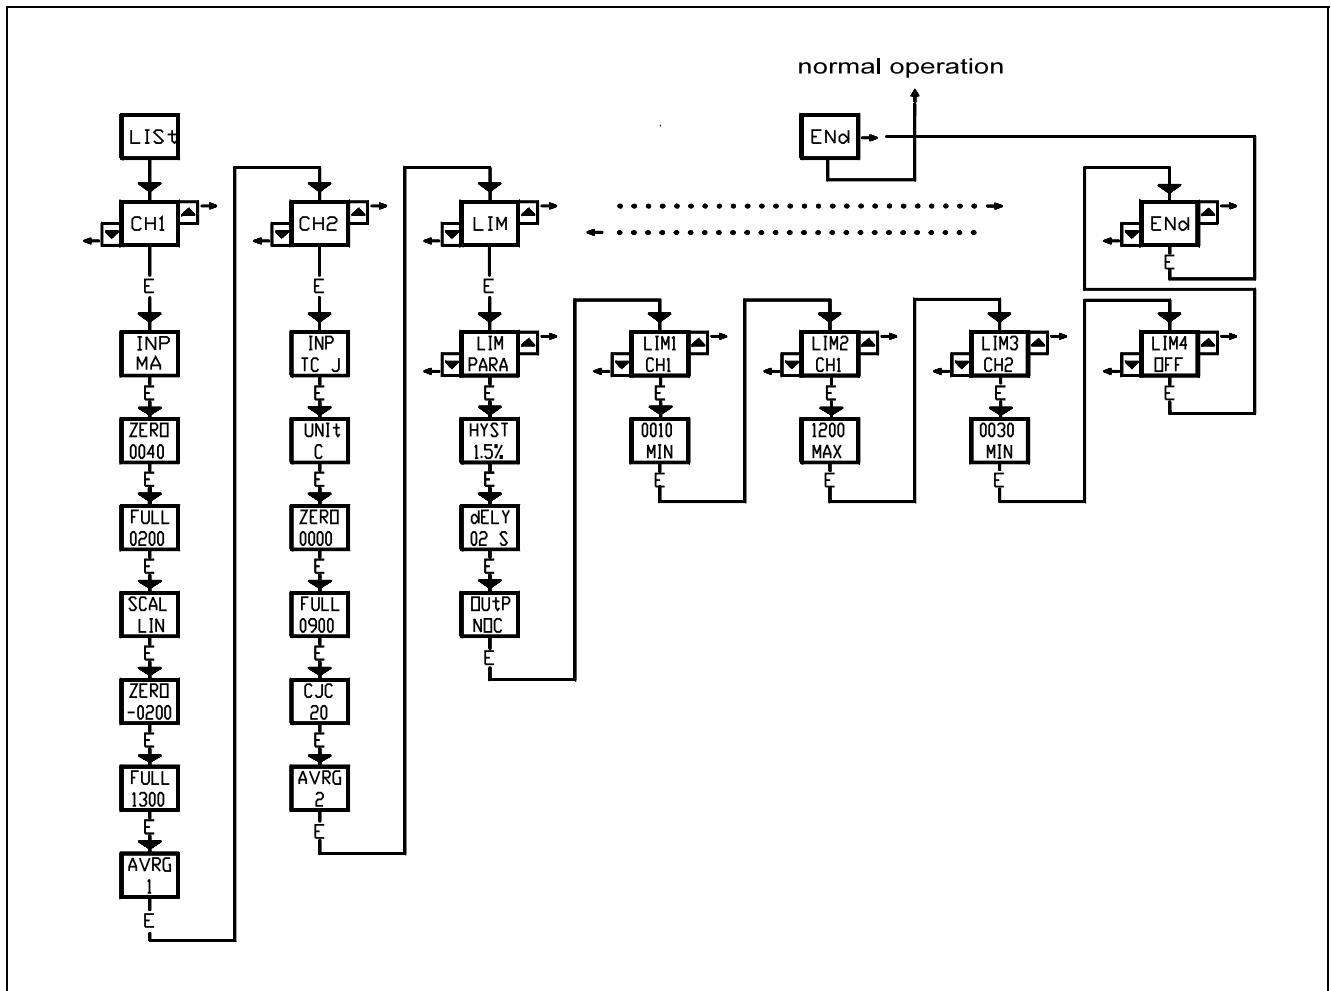 normal operation
LISt
ENd
CH1
CH2
LIM
ENd
E
E
E
E
INP
MA
E
ZERO
0040
E
FULL
0200
E
SCAL
LIN
E
ZERO
-0200
E
FULL
1300
E
AVRG
1
E
INP
TC J
E
UNIt
C
E
ZERO
0000
E
FULL
0900
E
CJC
20
E
AVRG
2
E
LIM
PARA
E
HYST
1.5%
E
dELY
02 S
E
OUtP
NOC
E
LIM1
CH1
E
0010
MIN
E
LIM2
CH1
E
1200
MAX
E
LIM3
CH2
E
0030
MIN
E
LIM4
OFF
E